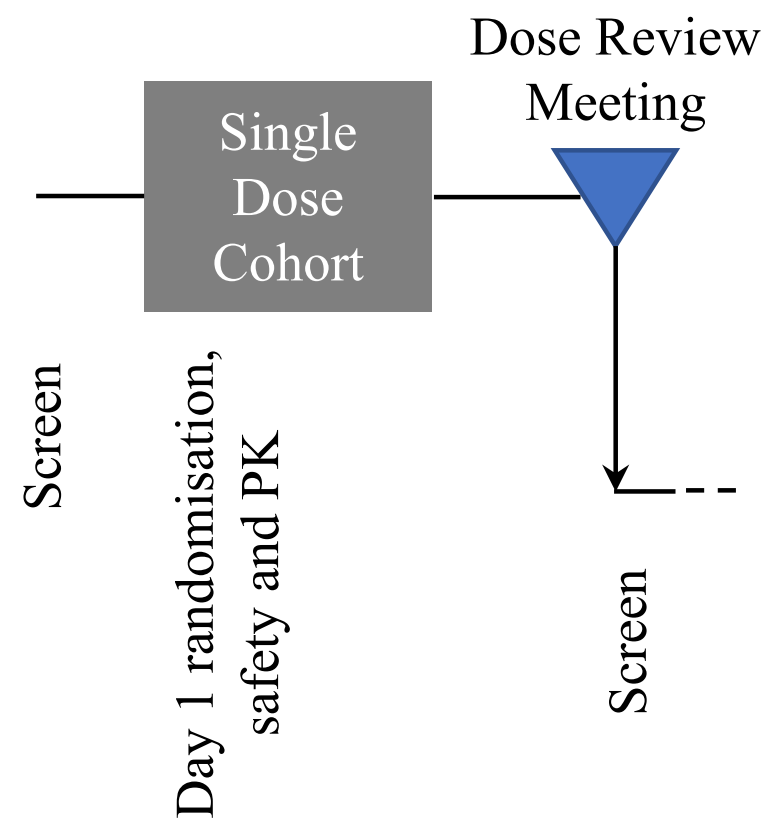 Dose Review
Meeting
Single
Dose
Cohort
Screen
Day 1 randomisation,
safety and PK
Screen